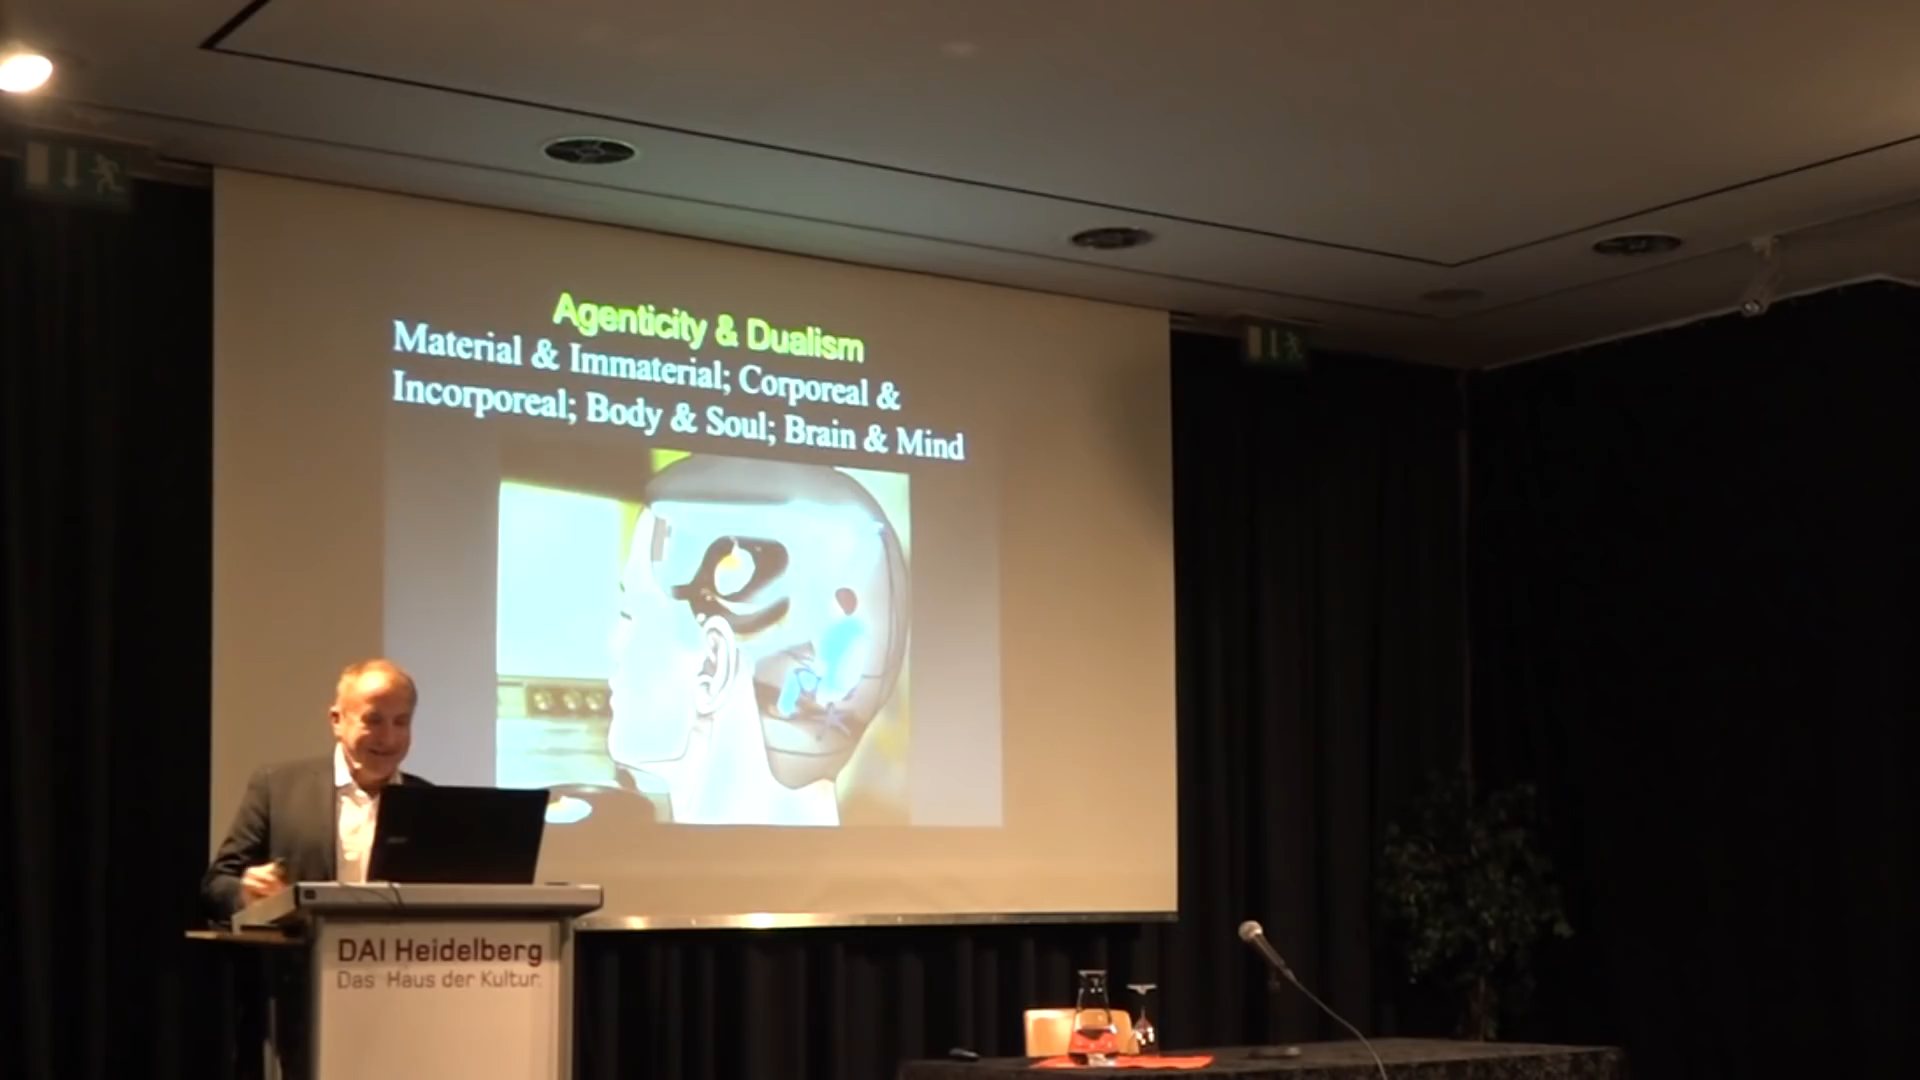 Agenticity & Dualism
Material & Immaterial; Corporeal &
Incorporeal; Body & Soul; Brain & Mind
DAI Heidelberg
Das Haus der Kultur.